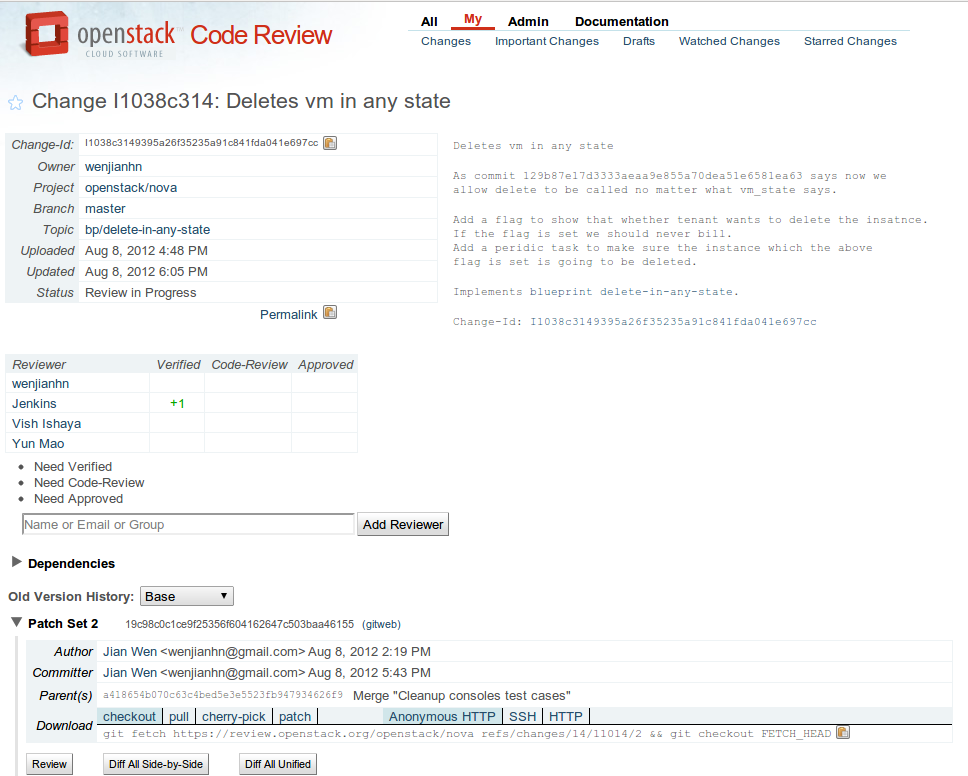 openstack Code Review
CLOUD SOFTWARE
All My Admin Documentation
Changes Important Changes Drafts Watched Changes Starred Changes
Change I1038c314: Deletes vm in any state
Change-Id: I1038c3149395a26f35235a91c841fda041e697cc
Owner wenjianhn
Project openstack/nova
Branch master
Topic bp/delete-in-any-state
Uploaded Aug 8, 2012 4:48 PM
Updated Aug 8, 2012 6:05 PM
Status Review in Progress
Permalink
Deletes vm in any state
As commit 129b87e17d3333aeaa9e855a70dea51e6581ea63 says now we
allow delete to be called no matter what vm_state says.
Add a flag to show that whether tenant wants to delete the insatnce.
If the flag is set we should never bill.
Add a peridic task to make sure the instance which the above
flag is set is going to be deleted.
Implements blueprint delete-in-any-state.
Change-Id: I1038c3149395a26f35235a91c841fda041e697cc
Reviewer Verified Code-Review Approved
wenjianhn
Jenkins +1
Vish Ishaya
Yun Mao
Need Verified
Need Code-Review
Need Approved
Name or Email or Group Add Reviewer
Dependencies
Old Version History: Base
Patch Set 2 19c98c0c1ce9f25356f604162647c503baa46155 (gitweb)
Author Jian Wen <wenjianhn@gmail.com> Aug 8, 2012 2:19 PM
Committer Jian Wen <wenjianhn@gmail.com> Aug 8, 2012 5:43 PM
Parent(s) a418654b070c63c4bed5e3e5523fb947934626f9 Merge "Cleanup consoles test cases"
Download checkout pull cherry-pick patch Anonymous HTTP SSH HTTP
git fetch https://review.openstack.org/openstack/nova refs/changes/14/11014/2 && git checkout FETCH_HEAD
Review Diff All Side-by-Side Diff All Unified